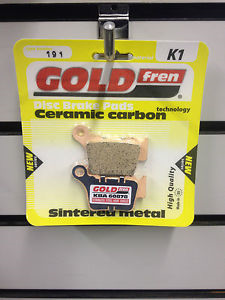 191
K1
GOLD fren
Disc Brake Pads
technology
Ceramic carbon
NEW
NEW
High Quality
GOLD fren
KBA 60878
Sintered metal